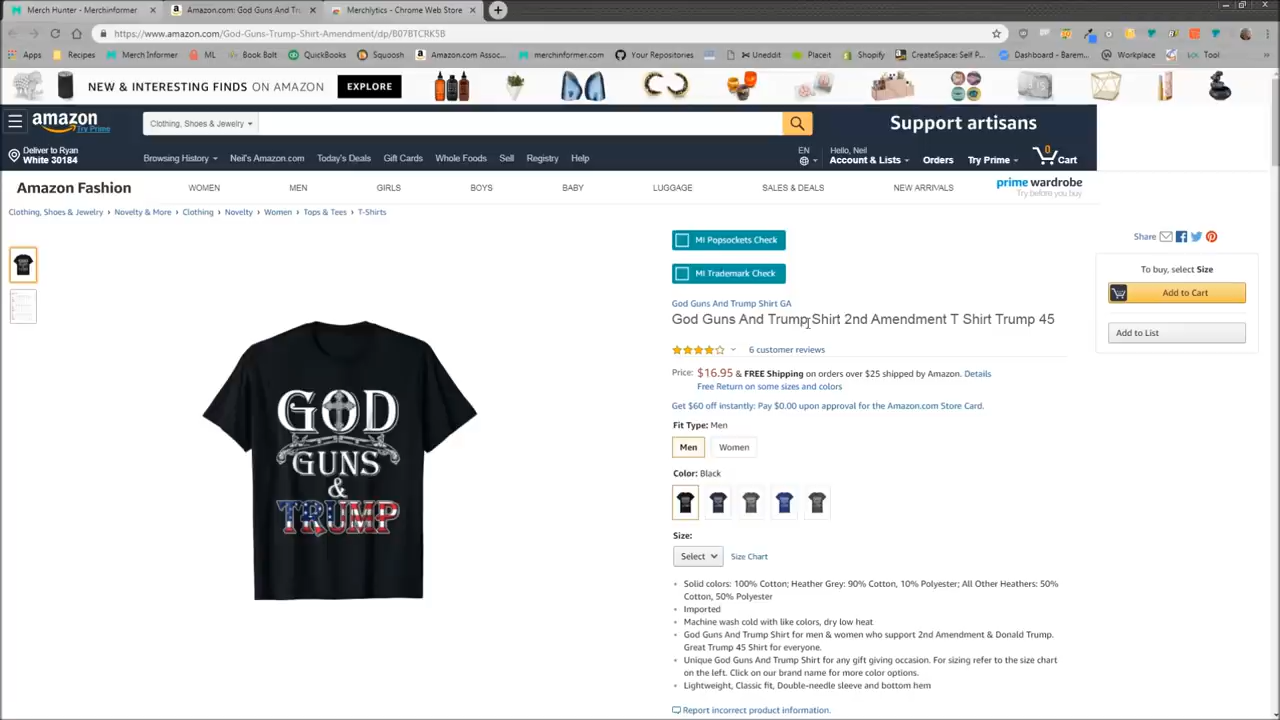 Merch Hunter - Merchinformer
Amazon.com: God Guns And Tr
Merchlytics - Chrome Web Store
https://www.amazon.com/God-Guns-Trump-Shirt-Amendment/dp/B07BTCRK5B
Apps Recipes Merch Informer ML Book Bolt QuickBooks Squoosh Amazon.com Assoc... merchinformer.com Your Repositories Uneddit Placeit Shopify CreateSpace: Self P... Dashboard – Barem... Workplace Tool
NEW & INTERESTING FINDS ON AMAZON EXPLORE
amazon Try Prime
Clothing, Shoes & Jewelry
Support artisans
Deliver to Ryan
White 30184
Browsing History Neil's Amazon.com Today's Deals Gift Cards Whole Foods Sell Registry Help
EN
Hello, Neil
Account & Lists Orders Try Prime 0 Cart
Amazon Fashion WOMEN MEN GIRLS BOYS BABY LUGGAGE SALES & DEALS NEW ARRIVALS prime wardrobe
Try before you buy
Clothing, Shoes & Jewelry › Novelty & More › Clothing › Novelty › Women › Tops & Tees › T-Shirts
MI Popsockets Check
MI Trademark Check
God Guns And Trump Shirt GA
God Guns And Trump Shirt 2nd Amendment T Shirt Trump 45
6 customer reviews
Price: $16.95 & FREE Shipping on orders over $25 shipped by Amazon. Details
Free Return on some sizes and colors
Get $60 off instantly: Pay $0.00 upon approval for the Amazon.com Store Card.
Fit Type: Men
Men Women
Color: Black
Size:
Select Size Chart
Solid colors: 100% Cotton; Heather Grey: 90% Cotton, 10% Polyester; All Other Heathers: 50%
Cotton, 50% Polyester
Imported
Machine wash cold with like colors, dry low heat
God Guns And Trump Shirt for men & women who support 2nd Amendment & Donald Trump.
Great Trump 45 Shirt for everyone.
Unique God Guns And Trump Shirt for any gift giving occasion. For sizing refer to the size chart
on the left. Click on our brand name for more color options.
Lightweight, Classic fit, Double-needle sleeve and bottom hem
Report incorrect product information.
GOD
GUNS
&
TRUMP
Share
To buy, select Size
Add to Cart
Add to List